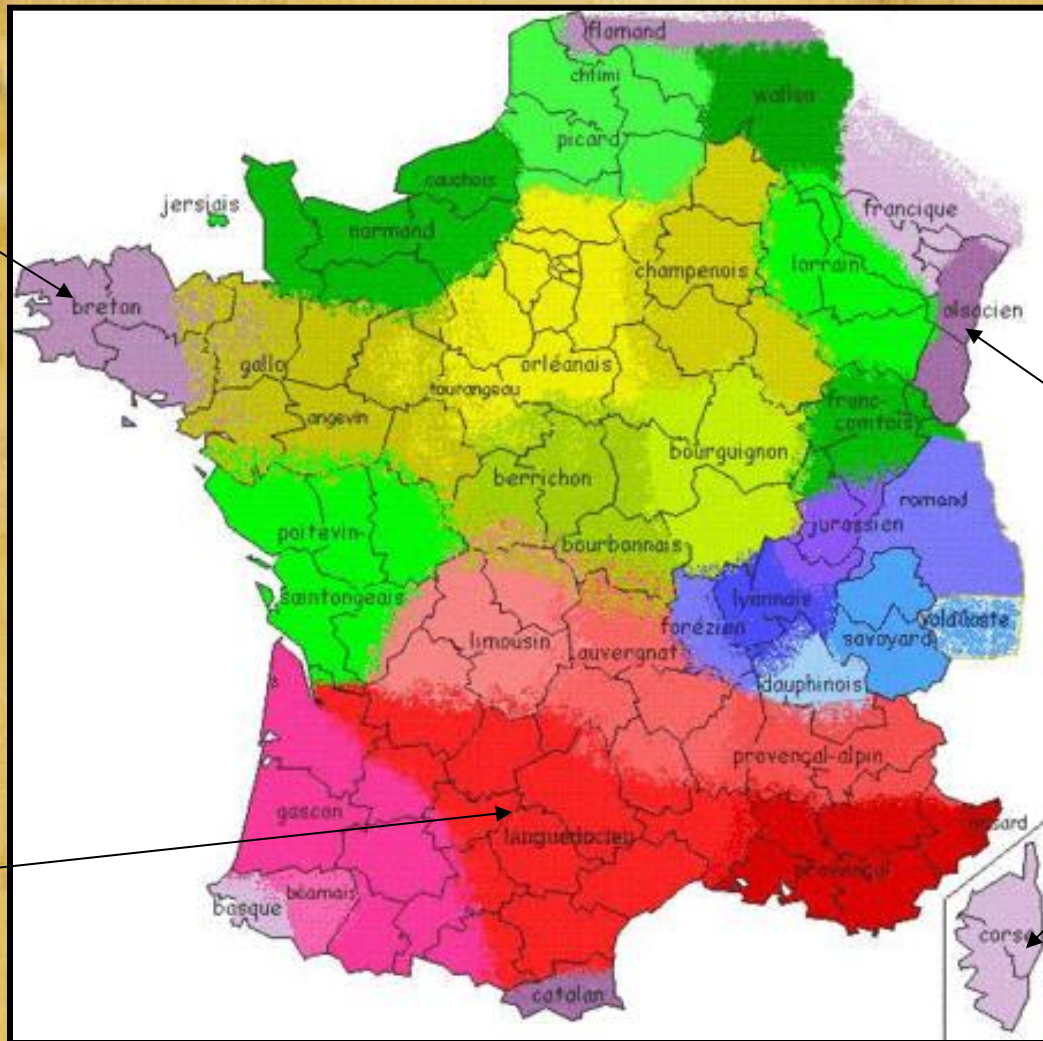 flamand
chtimi
wallon
picard
cauchois
jersiais
francique
normand
champenois
lorrain
breton
alsacien
gallo
orléanais
tourangeau
franc-
comtois
angevin
bourguignon
berrichon
romand
poitevin-
jurassien
bourbonnais
saintongeais
lyonnais
valdôtoste
forézien
savoyard
limousin
auvergnat
dauphinois
provençal-alpin
gascon
languedocien
provençal
béarnais
basque
corse
catalan